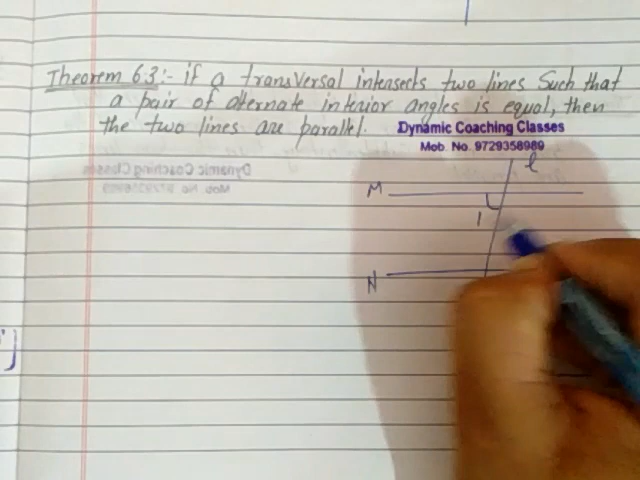 Theorem 6.3:- if a transversal intersects two lines Such that
a pair of alternate interior angles is equal, then
the two lines are parallel.
Dynamic Coaching Classes
Mob. No. 9729358989
l
M
1
N